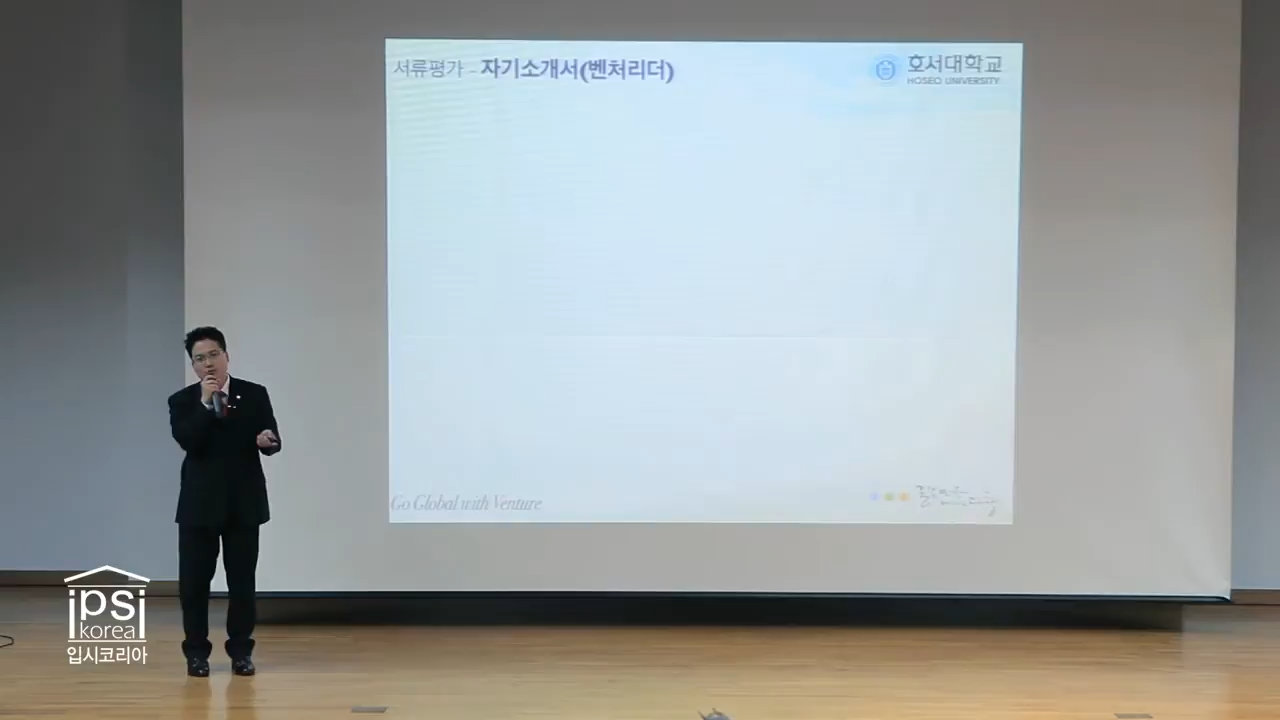 서류평가 - 자기소개서(벤처리더)
호서대학교
HOSEO UNIVERSITY
Go Global with Venture
ipsi
korea
입시코리아